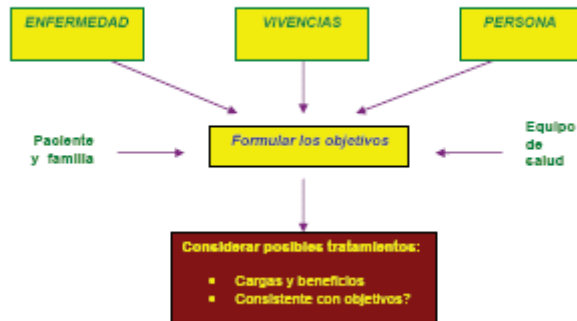 ENFERMEDAD
VIVENCIAS
PERSONA
Paciente
y familia
Formular los objetivos
Equipo
de
salud
Considerar posibles tratamientos:
• Cargas y beneficios
• Consistente con objetivos?